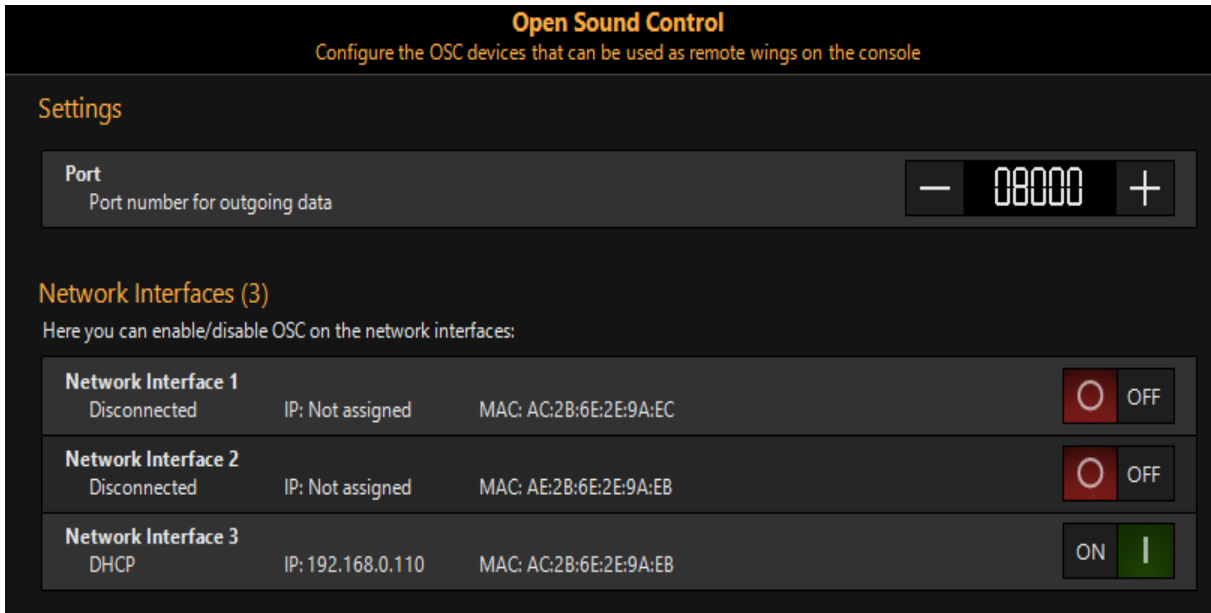 Open Sound Control
Configure the OSC devices that can be used as remote wings on the console
Settings
Port
Port number for outgoing data
08000
Network Interfaces (3)
Here you can enable/disable OSC on the network interfaces:
Network Interface 1
Disconnected IP: Not assigned MAC: AC:2B:6E:2E:9A:EC
OFF
Network Interface 2
Disconnected IP: Not assigned MAC: AE:2B:6E:2E:9A:EB
OFF
Network Interface 3
DHCP IP: 192.168.0.110 MAC: AC:2B:6E:2E:9A:EB
ON